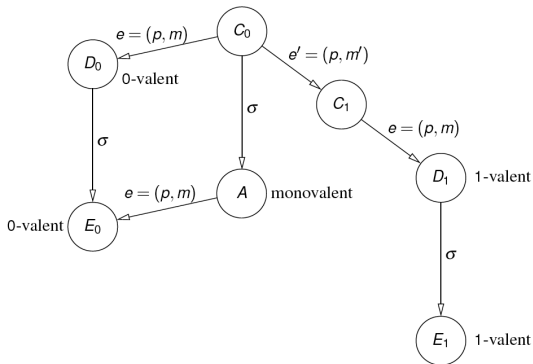 C₀
e = (p, m)
D₀
0-valent
e′ = (p, m′)
C₁
σ
σ
e = (p, m)
D₁
1-valent
e = (p, m)
A
monovalent
0-valent
E₀
σ
E₁
1-valent